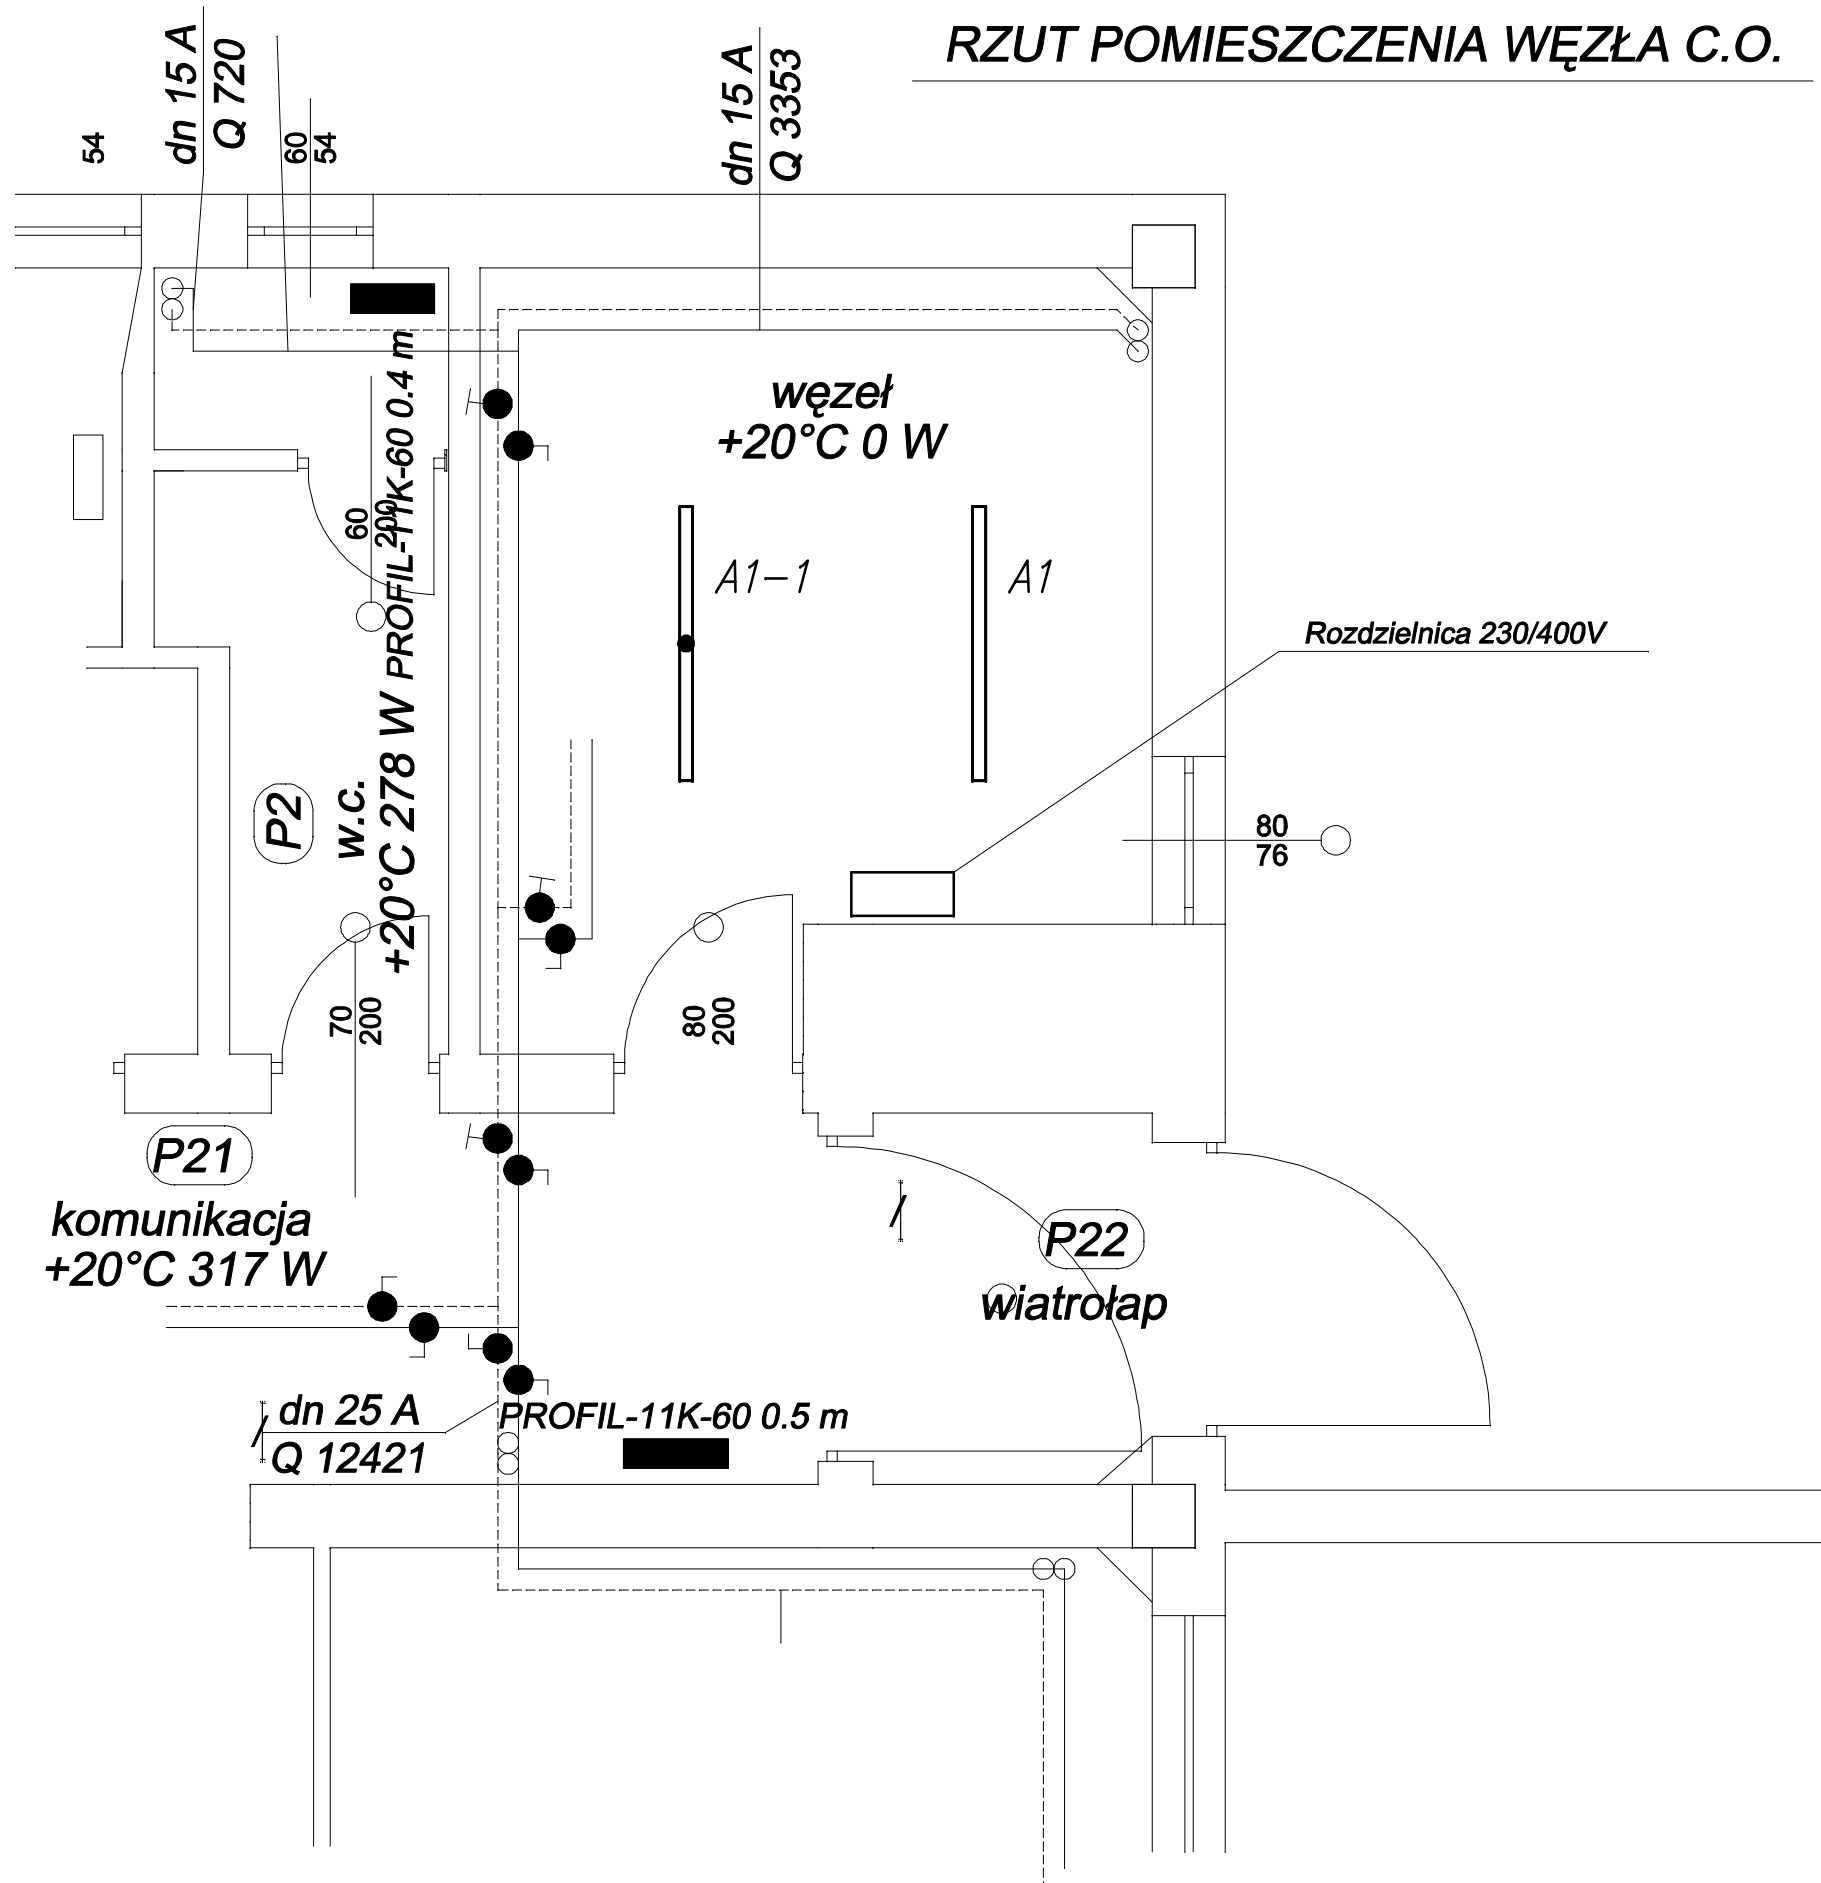 RZUT POMIESZCZENIA WĘZŁA C.O.
dn 15 A
Q 720
dn 15 A
Q 3353
54
60
54
węzeł
+20°C 0 W
A1-1
A1
Rozdzielnica 230/400V
60
200
PROFIL-11K-60 0.4 m
P2
w.c.
+20°C 278 W
80
76
70
200
80
200
P21
komunikacja
+20°C 317 W
P22
wiatrołap
dn 25 A
Q 12421
PROFIL-11K-60 0.5 m